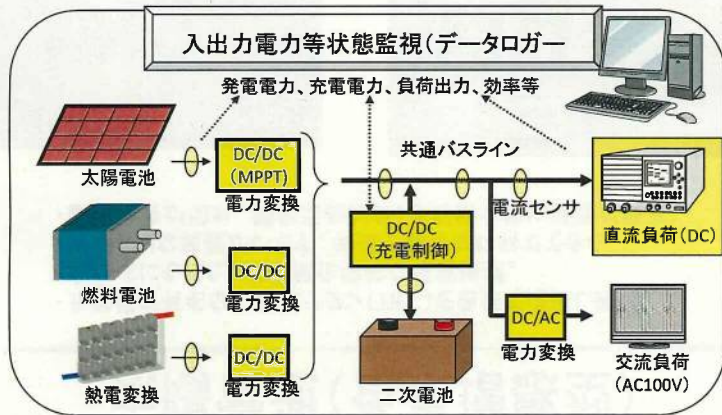 入出力電力等状態監視(データロガー
発電電力、充電電力、負荷出力、効率等
太陽電池
DC/DC
(MPPT)
電力変換
共通バスライン
電流センサ
直流負荷(DC)
DC/DC
(充電制御)
燃料電池
DC/DC
電力変換
熱電変換
DC/DC
電力変換
二次電池
DC/AC
電力変換
交流負荷
(AC100V)